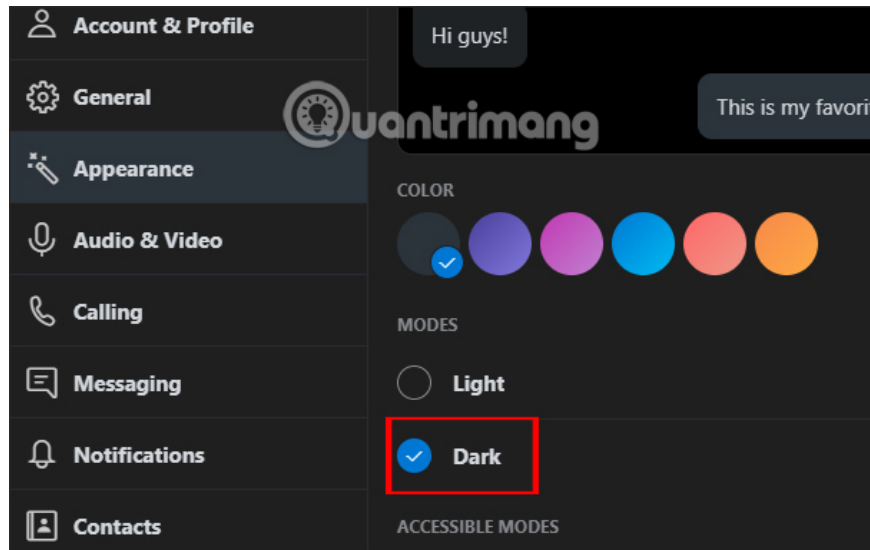 Account & Profile
General
Appearance
Audio & Video
Calling
Messaging
Notifications
Contacts
Hi guys!
This is my favorit
Quantrimang
COLOR
MODES
Light
Dark
ACCESSIBLE MODES